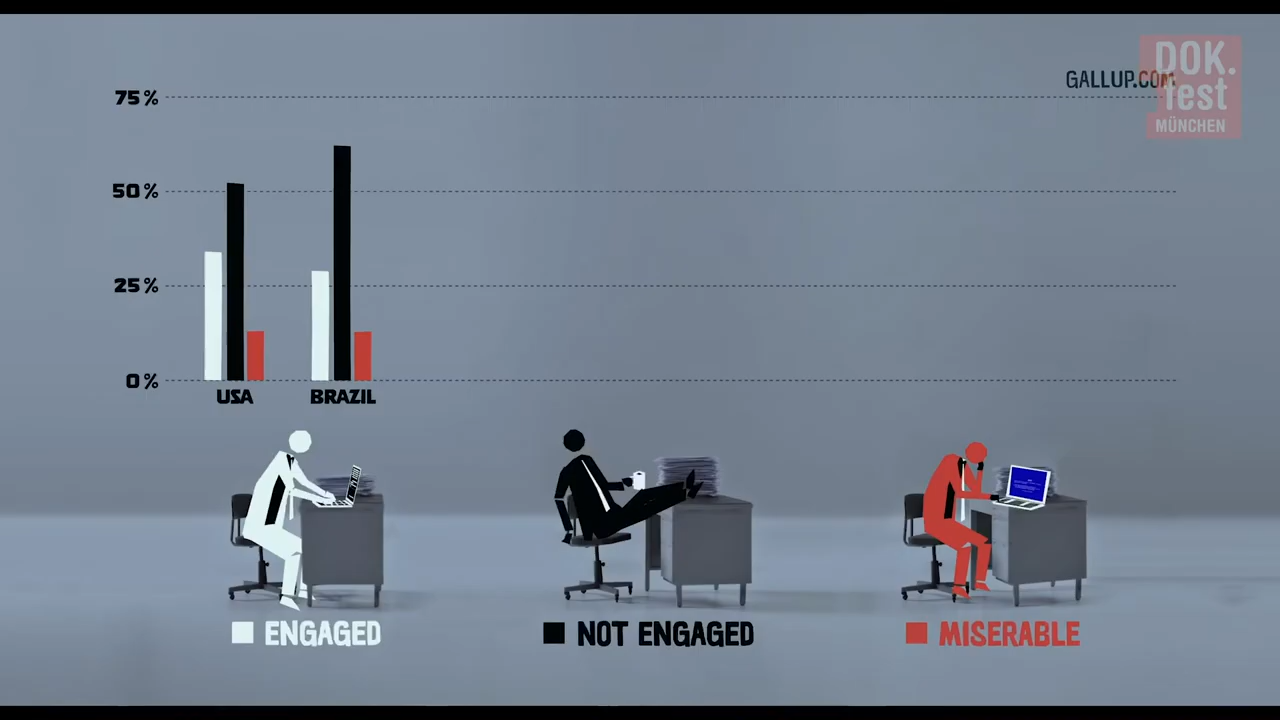 DOK.
fest
MÜNCHEN
GALLUP.COM
75%
50%
25%
0%
USA
BRAZIL
ENGAGED
NOT ENGAGED
MISERABLE